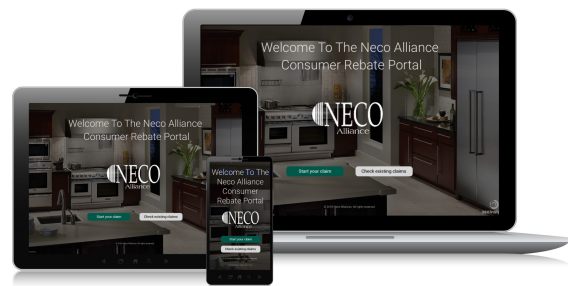 Welcome To The Neco Alliance
Consumer Rebate Portal
NECO
Alliance
Start your claim
Check existing claims
Welcome To The Neco Alliance
Consumer Rebate Portal
NECO
Alliance
Start your claim
Check existing claims
Welcome To The
Neco Alliance
Consumer
Rebate Portal
NECO
Alliance
Start your claim
Check existing claims